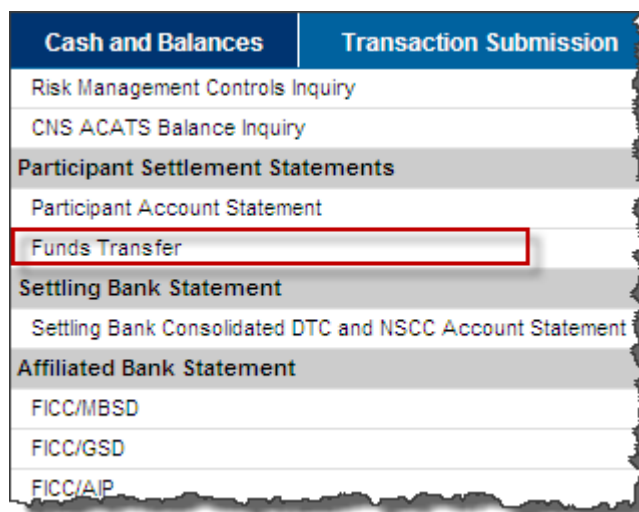 Cash and Balances
Transaction Submission
Risk Management Controls Inquiry
CNS ACATS Balance Inquiry
Participant Settlement Statements
Participant Account Statement
Funds Transfer
Settling Bank Statement
Settling Bank Consolidated DTC and NSCC Account Statement
Affiliated Bank Statement
FICC/MBSD
FICC/GSD
FICC/AIP